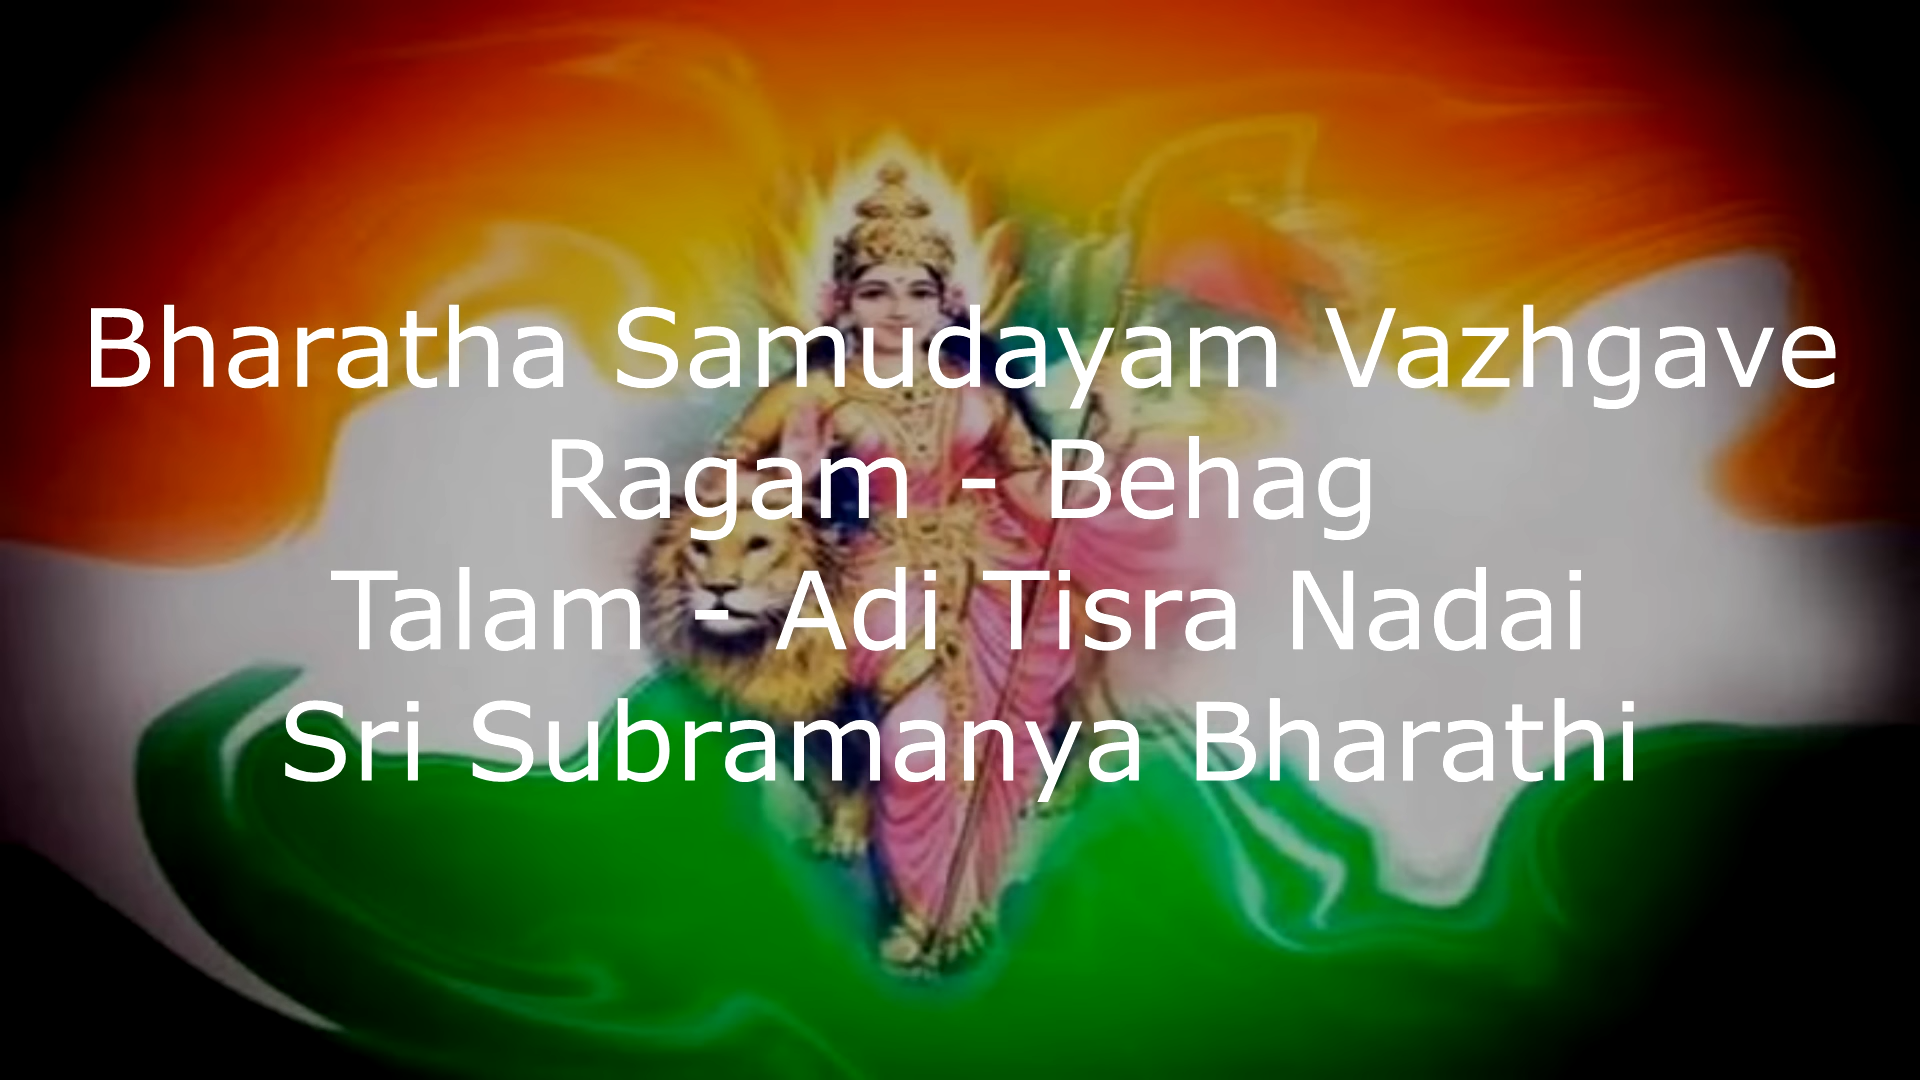 Bharatha Samudayam Vazhgave
Ragam - Behag
Talam - Adi Tisra Nadai
Sri Subramanya Bharathi